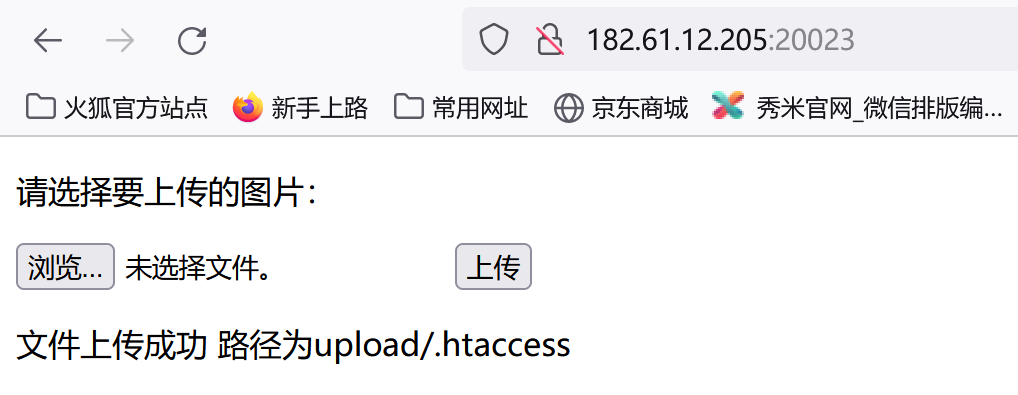 182.61.12.205:20023
火狐官方站点 新手上路 常用网址 京东商城 秀米官网_微信排版编...
请选择要上传的图片：
浏览... 未选择文件。 上传
文件上传成功 路径为upload/.htaccess